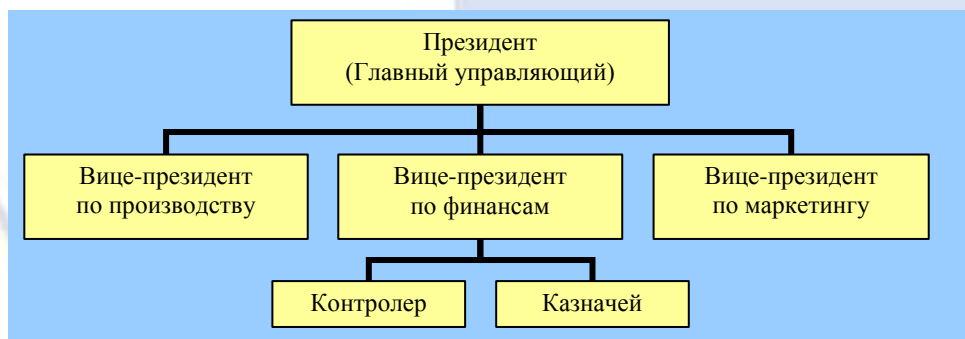 Президент
(Главный управляющий)
Вице-президент
по производству
Вице-президент
по финансам
Вице-президент
по маркетингу
Контролер
Казначей